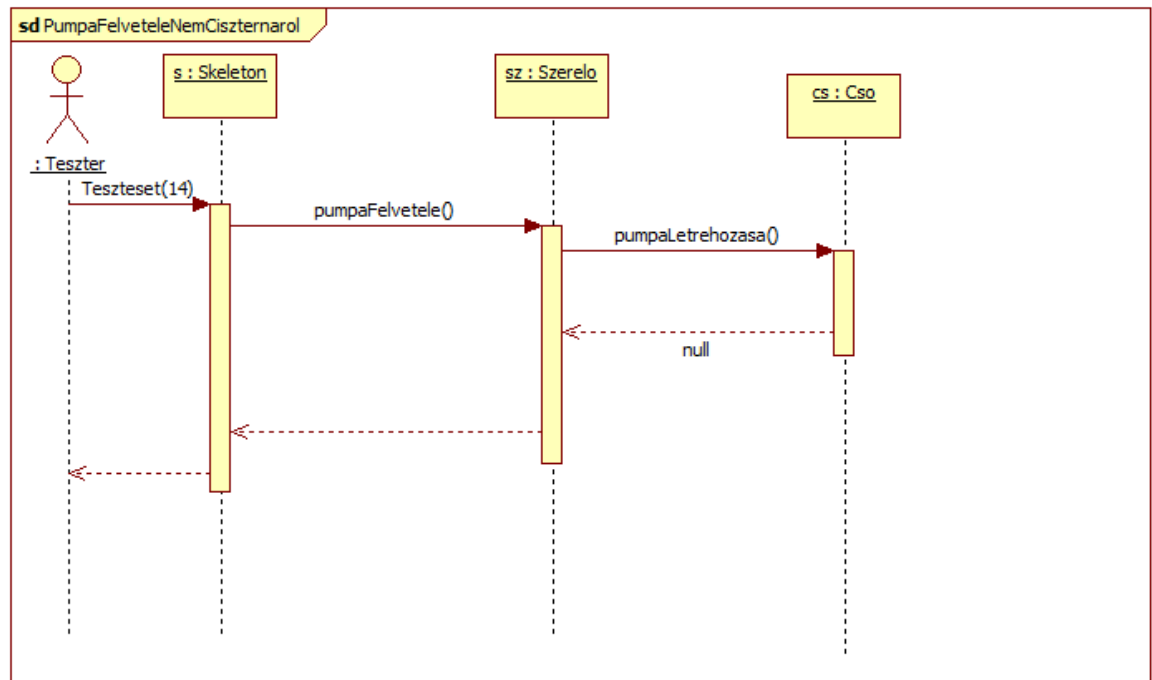 sd PumpaFelveteleNemCiszternarol
s : Skeleton
sz : Szerelo
cs : Cso
: Teszter
Teszteset(14)
pumpaFelvetele()
pumpaLetrehozasa()
null